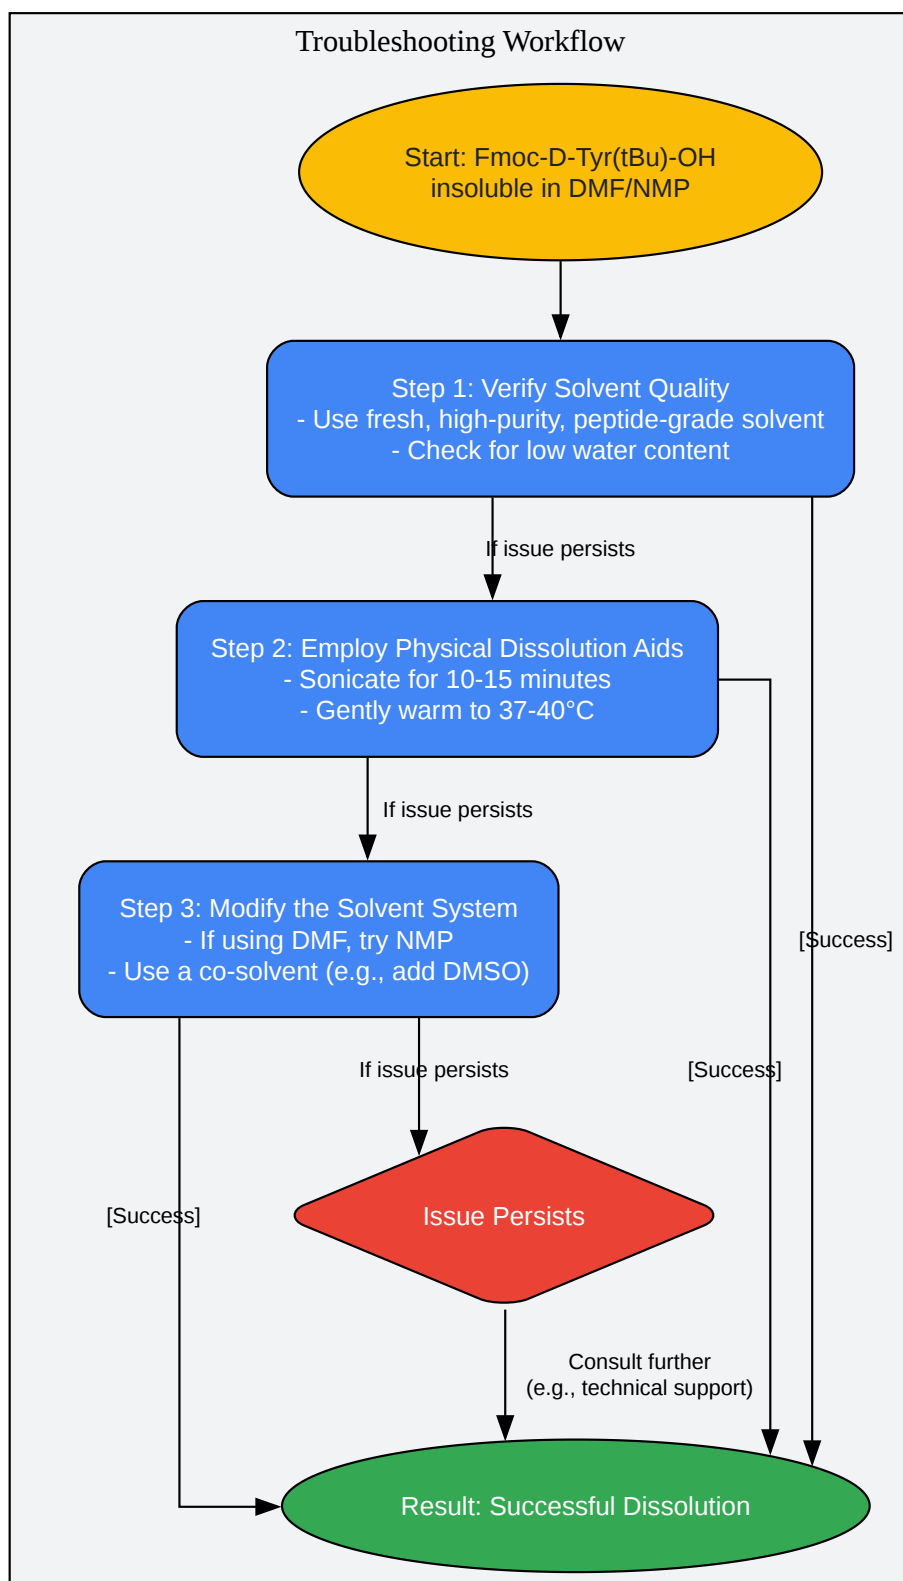 Troubleshooting Workflow
Start: Fmoc-D-Tyr(tBu)-OH
insoluble in DMF/NMP
Step 1: Verify Solvent Quality
- Use fresh, high-purity, peptide-grade solvent
- Check for low water content
If issue persists
Step 2: Employ Physical Dissolution Aids
- Sonicate for 10-15 minutes
- Gently warm to 37-40°C
If issue persists
Step 3: Modify the Solvent System
- If using DMF, try NMP
- Use a co-solvent (e.g., add DMSO)
[Success]
If issue persists
[Success]
[Success]
Issue Persists
Consult further
(e.g., technical support)
Result: Successful Dissolution